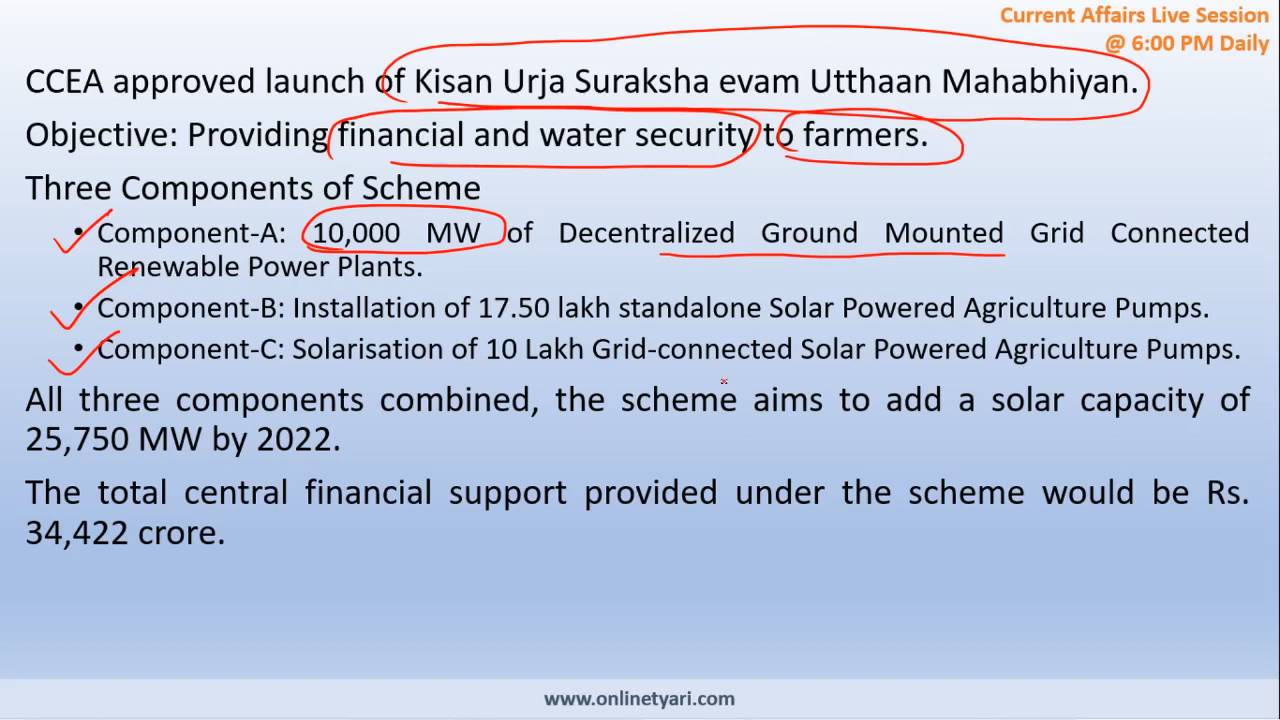 Current Affairs Live Session
@ 6:00 PM Daily
CCEA approved launch of Kisan Urja Suraksha evam Utthaan Mahabhiyan.
Objective: Providing financial and water security to farmers.
Three Components of Scheme
• Component-A: 10,000 MW of Decentralized Ground Mounted Grid Connected
Renewable Power Plants.
• Component-B: Installation of 17.50 lakh standalone Solar Powered Agriculture Pumps.
• Component-C: Solarisation of 10 Lakh Grid-connected Solar Powered Agriculture Pumps.
All three components combined, the scheme aims to add a solar capacity of
25,750 MW by 2022.
The total central financial support provided under the scheme would be Rs.
34,422 crore.
www.onlinetyari.com